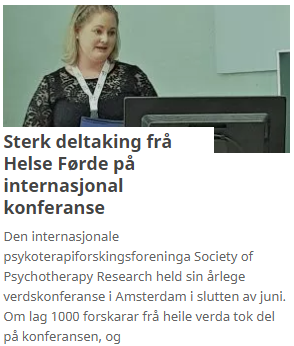 Sterk deltaking frå
Helse Førde på
internasjonal
konferanse
Den internasjonale
psykoterapiforskingsforeninga Society of
Psychotherapy Research held sin årlege
verdskonferanse i Amsterdam i slutten av juni.
Om lag 1000 forskarar frå heile verda tok del
på konferansen, og